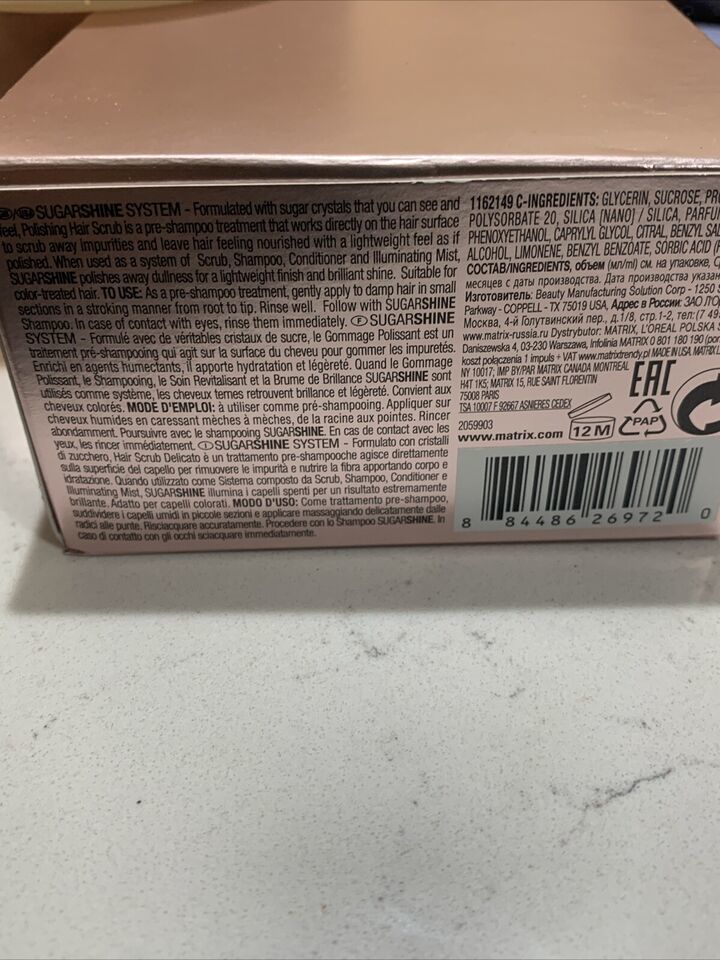 SUGARSHINE SYSTEM - Formulated with sugar crystals that you can see and
feel, Polishing Hair Scrub is a pre-shampoo treatment that works directly on the hair surface
to scrub away impurities and leave hair feeling nourished with a lightweight feel as if
polished. When used as a system of Scrub, Shampoo, Conditioner and Illuminating Mist,
SUGARSHINE polishes away dullness for a lightweight finish and brilliant shine. Suitable for
color-treated hair. TO USE: As a pre-shampoo treatment, gently apply to damp hair in small
sections in a stroking manner from root to tip. Rinse well. Follow with SUGARSHINE
Shampoo. In case of contact with eyes, rinse them immediately. F SUGARSHINE
SYSTEM - Formulé avec de véritables cristaux de sucre, le Gommage Polissant est un
traitement pré-shampooing qui agit sur la surface du cheveu pour gommer les impuretés.
Enrichi en agents humectants, il apporte hydratation et légèreté. Quand le Gommage
Polissant, le Shampooing, le Soin Revitalisant et la Brume de Brillance SUGARSHINE sont
utilisés comme système, les cheveux ternes retrouvent brillance et légèreté. Convient aux
cheveux colorés. MODE D'EMPLOI: à utiliser comme pré-shampooing. Appliquer sur
cheveux humides en caressant mèches à mèches, de la racine aux pointes. Rincer
abondamment. Poursuivre avec le shampooing SUGARSHINE. En cas de contact avec les
yeux, les rincer immédiatement. I SUGARSHINE SYSTEM - Formulato con cristalli
di zucchero, Hair Scrub Delicato è un trattamento pre-shampooche agisce direttamente
sulla superficie del capello per rimuovere le impurità e nutrire la fibra apportando corpo e
idratazione. Quando utilizzato come Sistema composto da Scrub, Shampoo, Conditioner e
Illuminating Mist, SUGARSHINE illumina i capelli spenti per un risultato estremamente
brillante. Adatto per capelli colorati. MODO D'USO: Come trattamento pre-shampoo,
suddividere i capelli umidi in piccole sezioni e applicare massaggiando delicatamente dalle
radici alle punte. Risciacquare accuratamente. Procedere con lo Shampoo SUGARSHINE. In
caso di contatto con gli occhi sciacquare immediatamente.
1162149 C-INGREDIENTS: GLYCERIN, SUCROSE,
POLYSORBATE 20, SILICA [NANO] / SILICA, PARFUM
PHENOXYETHANOL, CAPRYLYL GLYCOL, CITRAL, BENZYL
ALCOHOL, LIMONENE, BENZYL BENZOATE, SORBIC ACID
СОСТАВ/INGREDIENTS, объем (мл/ml) см. на упаковке,
месяцев с даты производства. Дата производства
Изготовитель: Beauty Manufacturing Solution Corp - 1250 S
Parkway - COPPELL - TX 75019 USA, Адрес в России: ЗАО
Москва, 4-й Голутвинский пер., д.1/8, стр.1-2, тел:(7
www.matrix-russia.ru Dystrybutor: MATRIX, L'OREAL POLSKA
Daniszewska 4, 03-230 Warszawa, Infolinia MATRIX 0 801 180 190
koszt połączenia 1 impuls + VAT www.matrixtrendy.pl MADE IN USA, MATRIX
NY 10017; IMP BY/PAR MATRIX CANADA MONTREAL
H4T 1K5; MATRIX 15, RUE SAINT FLORENTIN
75008 PARIS
TSA 10007 F 92667 ASNIERES CEDEX
EAC
2059903
www.matrix.com
12 M
PAP
8 84486 26972 0